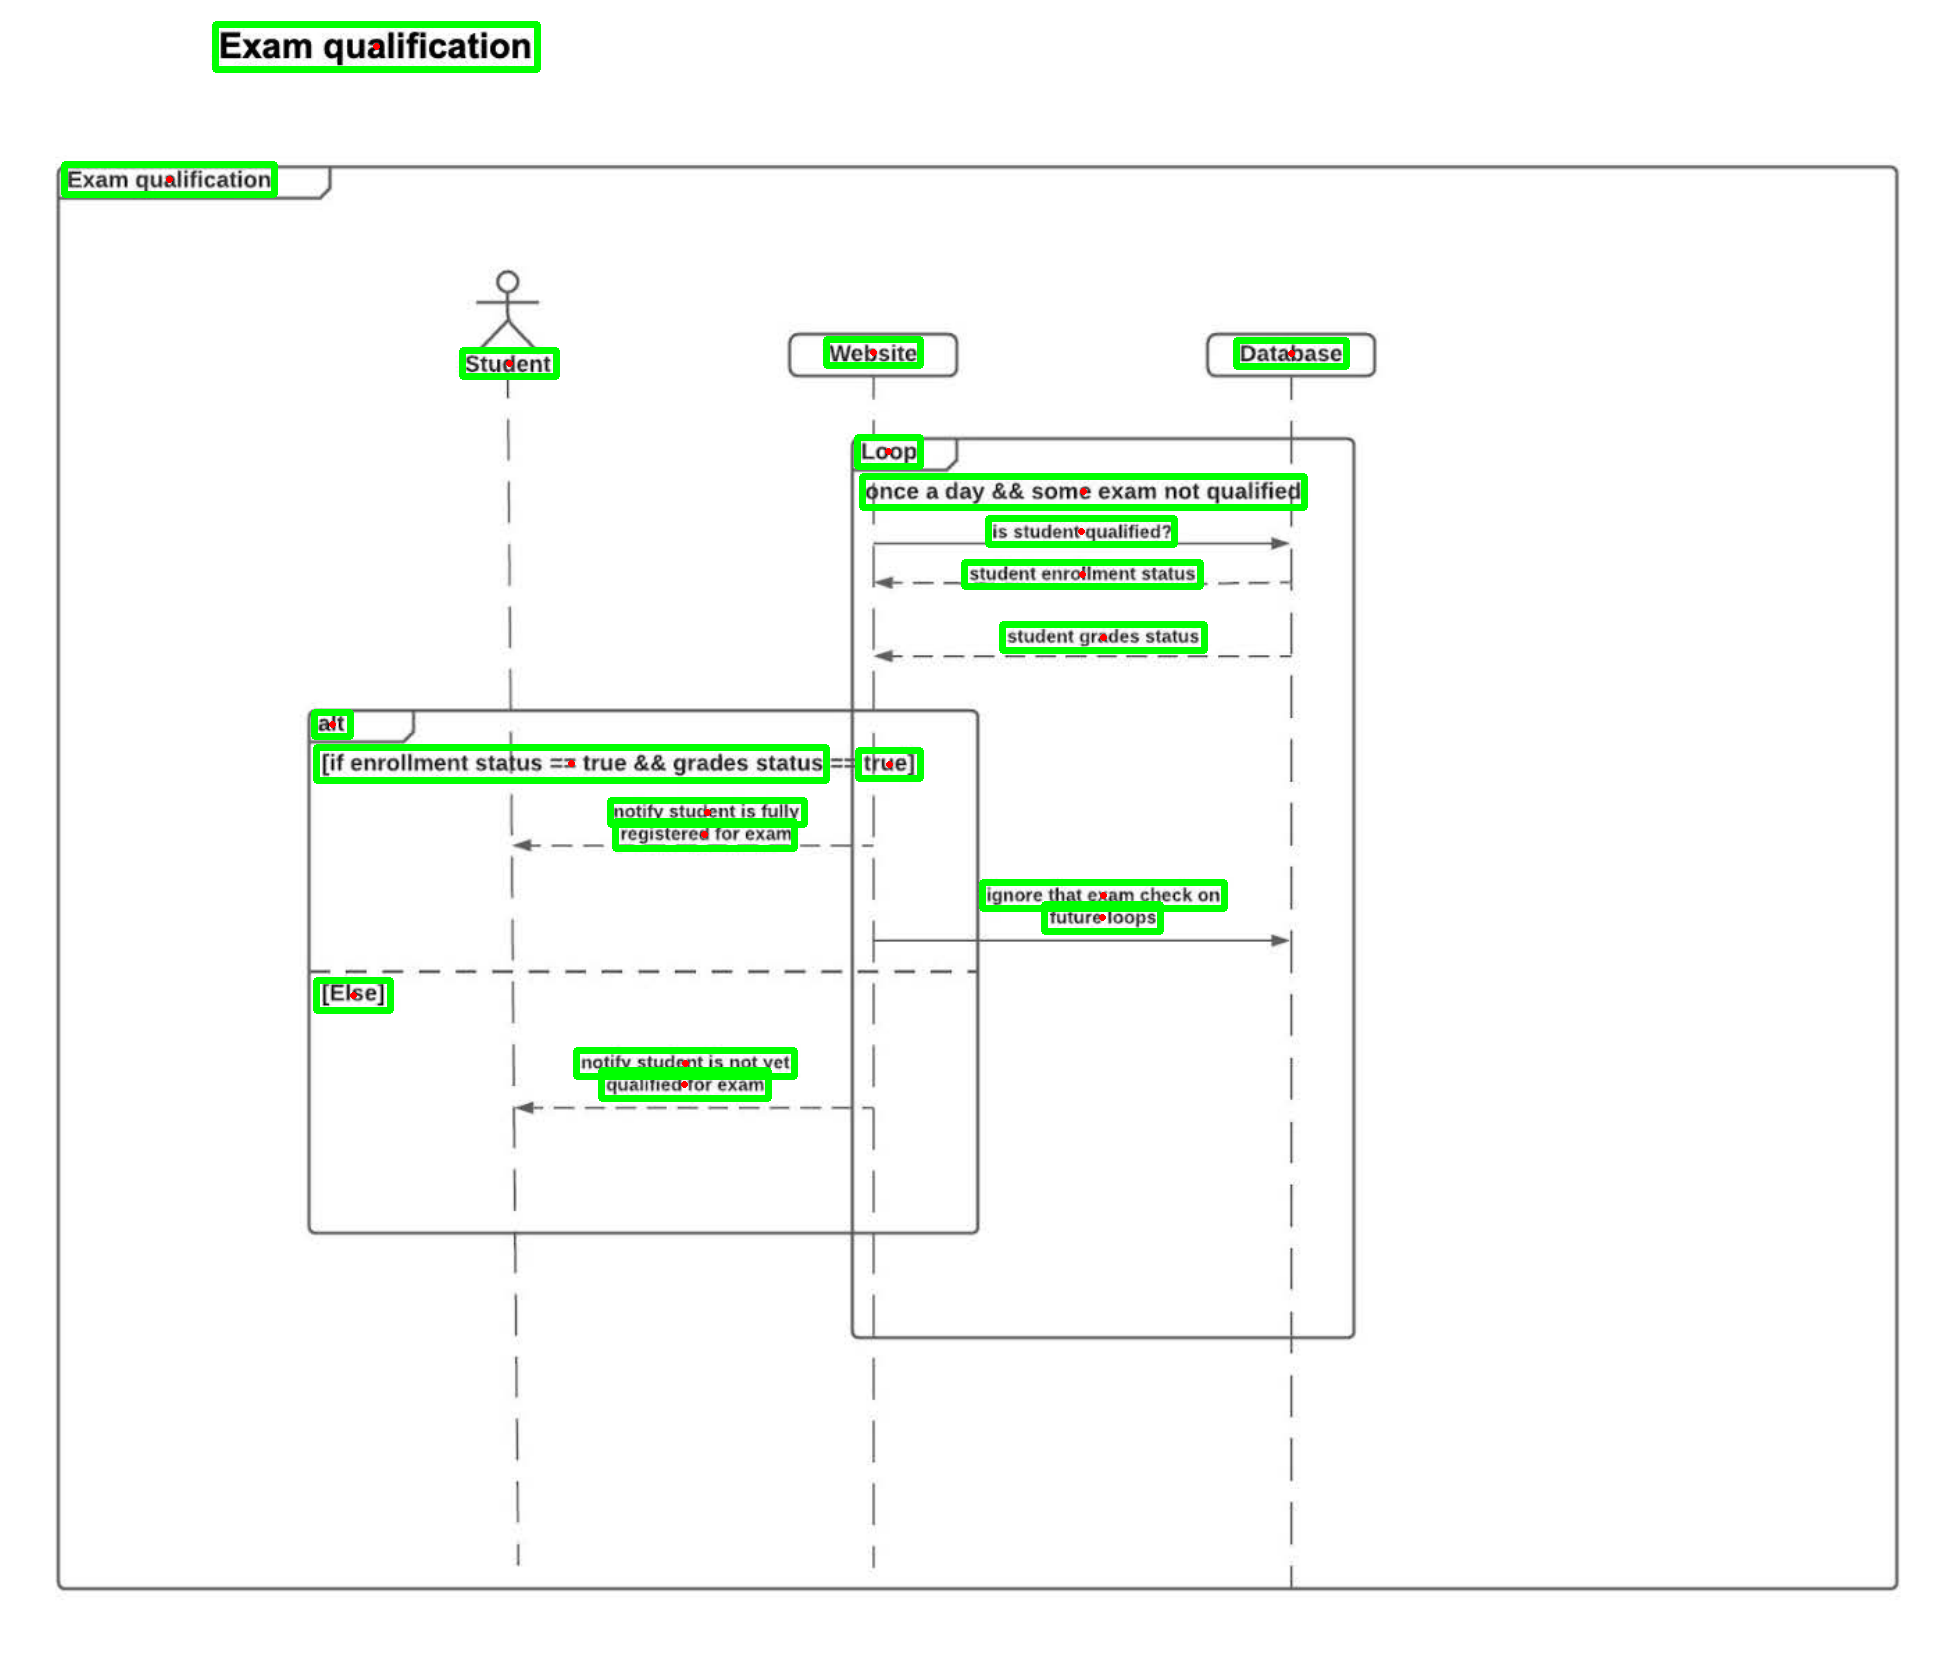 Exam qualification
Exam qualification
Student
Website
Database
Loop
once a day && some exam not qualified
is student qualified?
student enrollment status
student grades status
alt
[if enrollment status == true && grades status == true]
notify student is fully
registered for exam
ignore that exam check on
future loops
[Else]
notify student is not yet
qualified for exam